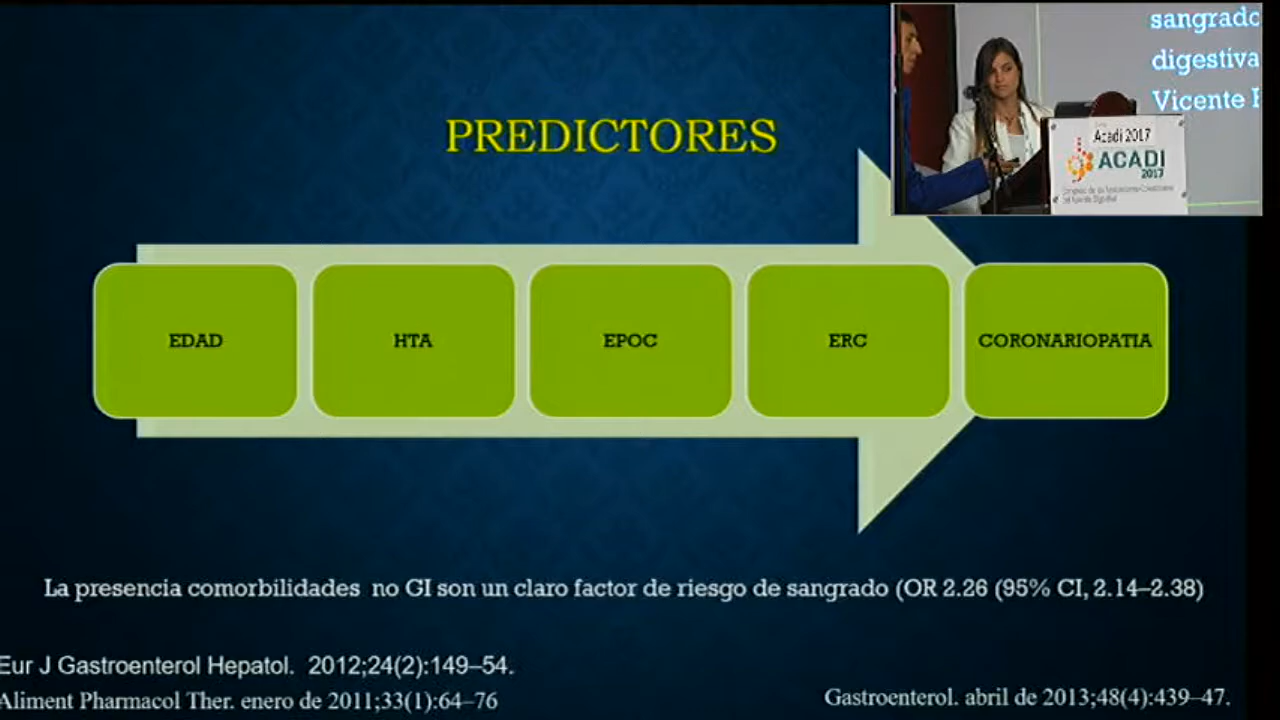 sangrado
digestiva
Vicente
PREDICTORES
Acadi 2017
ACADI
2017
EDAD
HTA
EPOC
ERC
CORONARIOPATIA
La presencia comorbilidades no GI son un claro factor de riesgo de sangrado (OR 2.26 (95% CI, 2.14–2.38)
Eur J Gastroenterol Hepatol. 2012;24(2):149–54.
Aliment Pharmacol Ther. enero de 2011;33(1):64–76
Gastroenterol. abril de 2013;48(4):439–47.